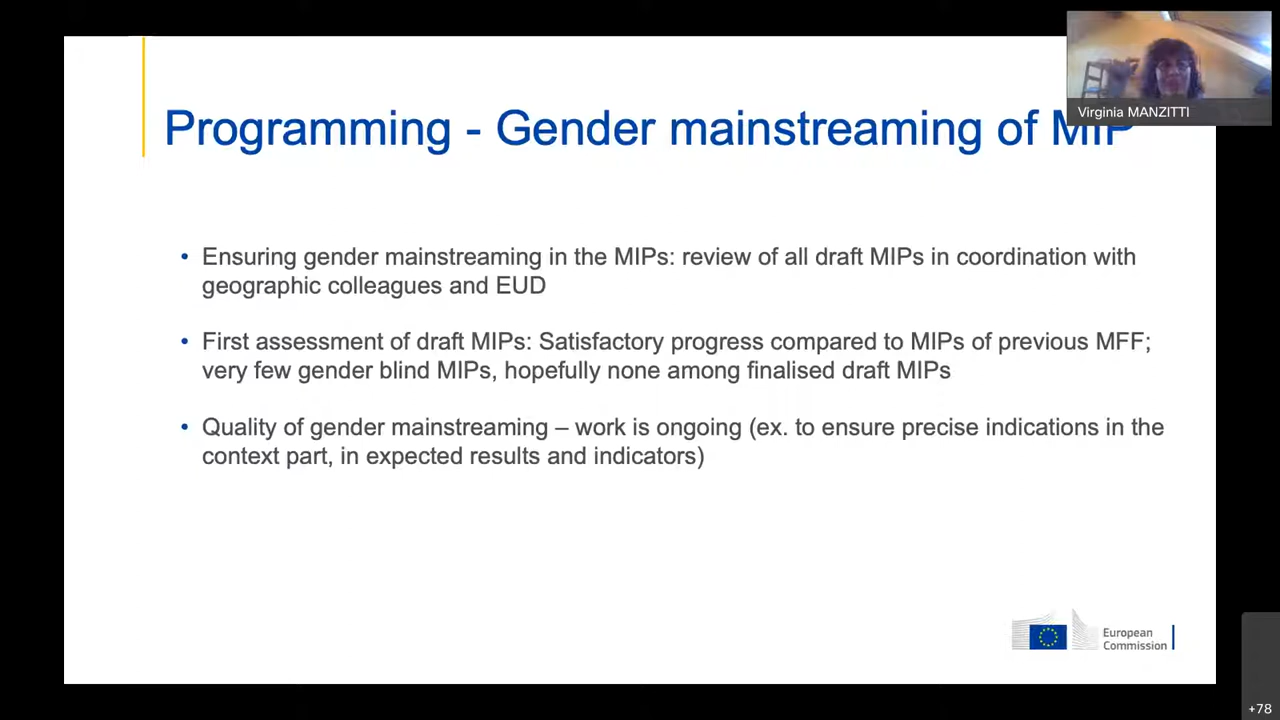 Virginia MANZITTI
Programming - Gender mainstreaming of MIP
• Ensuring gender mainstreaming in the MIPs: review of all draft MIPs in coordination with
geographic colleagues and EUD
• First assessment of draft MIPs: Satisfactory progress compared to MIPs of previous MFF;
very few gender blind MIPs, hopefully none among finalised draft MIPs
• Quality of gender mainstreaming – work is ongoing (ex. to ensure precise indications in the
context part, in expected results and indicators)
European
Commission
+78